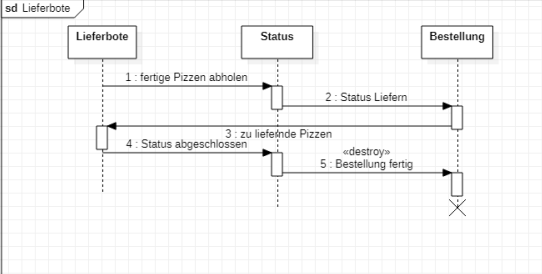 sd Lieferbote
Lieferbote
Status
Bestellung
1 : fertige Pizzen abholen
2 : Status Liefern
3 : zu liefernde Pizzen
4 : Status abgeschlossen
«destroy»
5 : Bestellung fertig